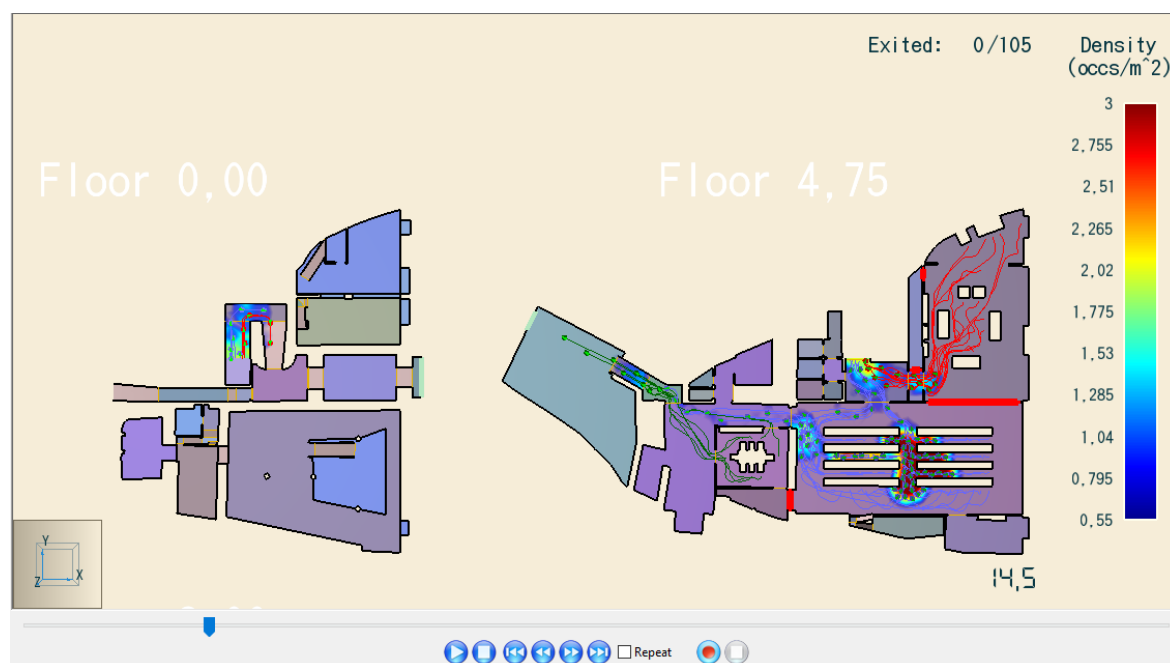 Exited: 0/105
Density
(occs/m^2)
Floor 0,00
Floor 4,75
3
2,755
2,51
2,265
2,02
1,775
1,53
1,285
1,04
0,795
0,55
Y
Z
X
14,5
Repeat